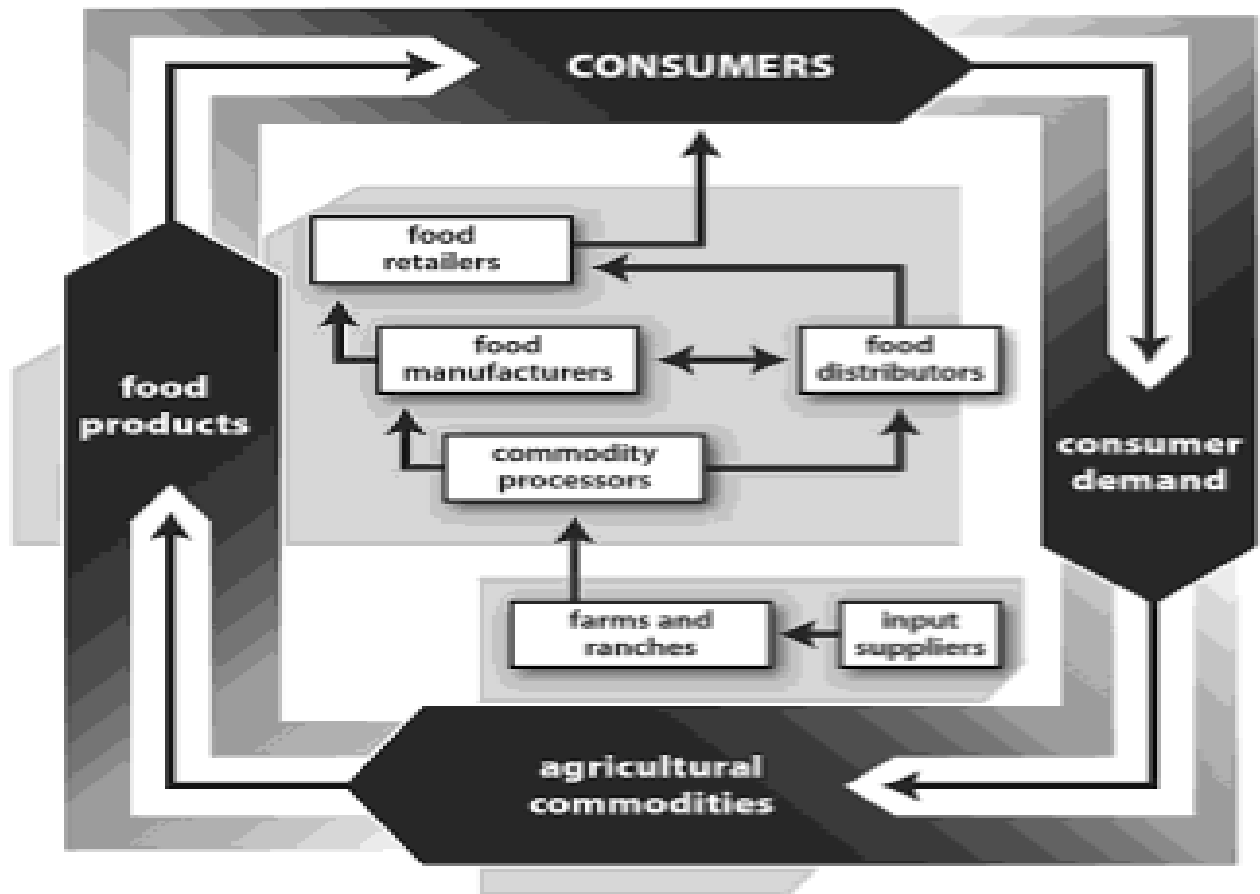 CONSUMERS
food
retailers
food
manufacturers
food
distributors
food
products
commodity
processors
consumer
demand
farms and
ranches
input
suppliers
agricultural
commodities